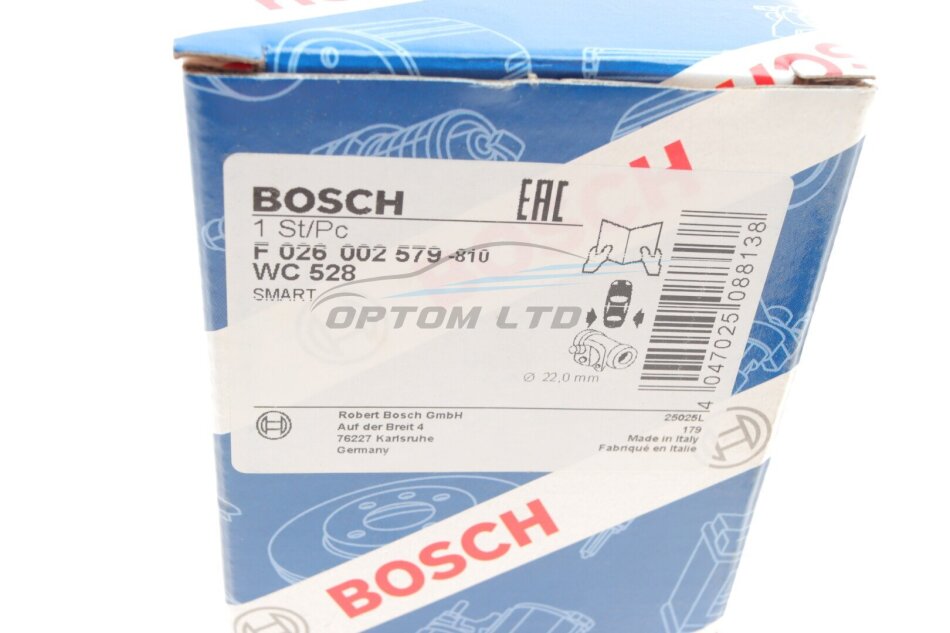 BOSCH
BOSCH
BOSCH
EAC
1 St/Pc
F 026 002 579 -810
WC 528
SMART
OPTOM LTD
Ø 22,0 mm
4 047025 088138
Robert Bosch GmbH
Auf der Breit 4
76227 Karlsruhe
Germany
25025L
179
Made in Italy
Fabriqué en Italie
BOSCH